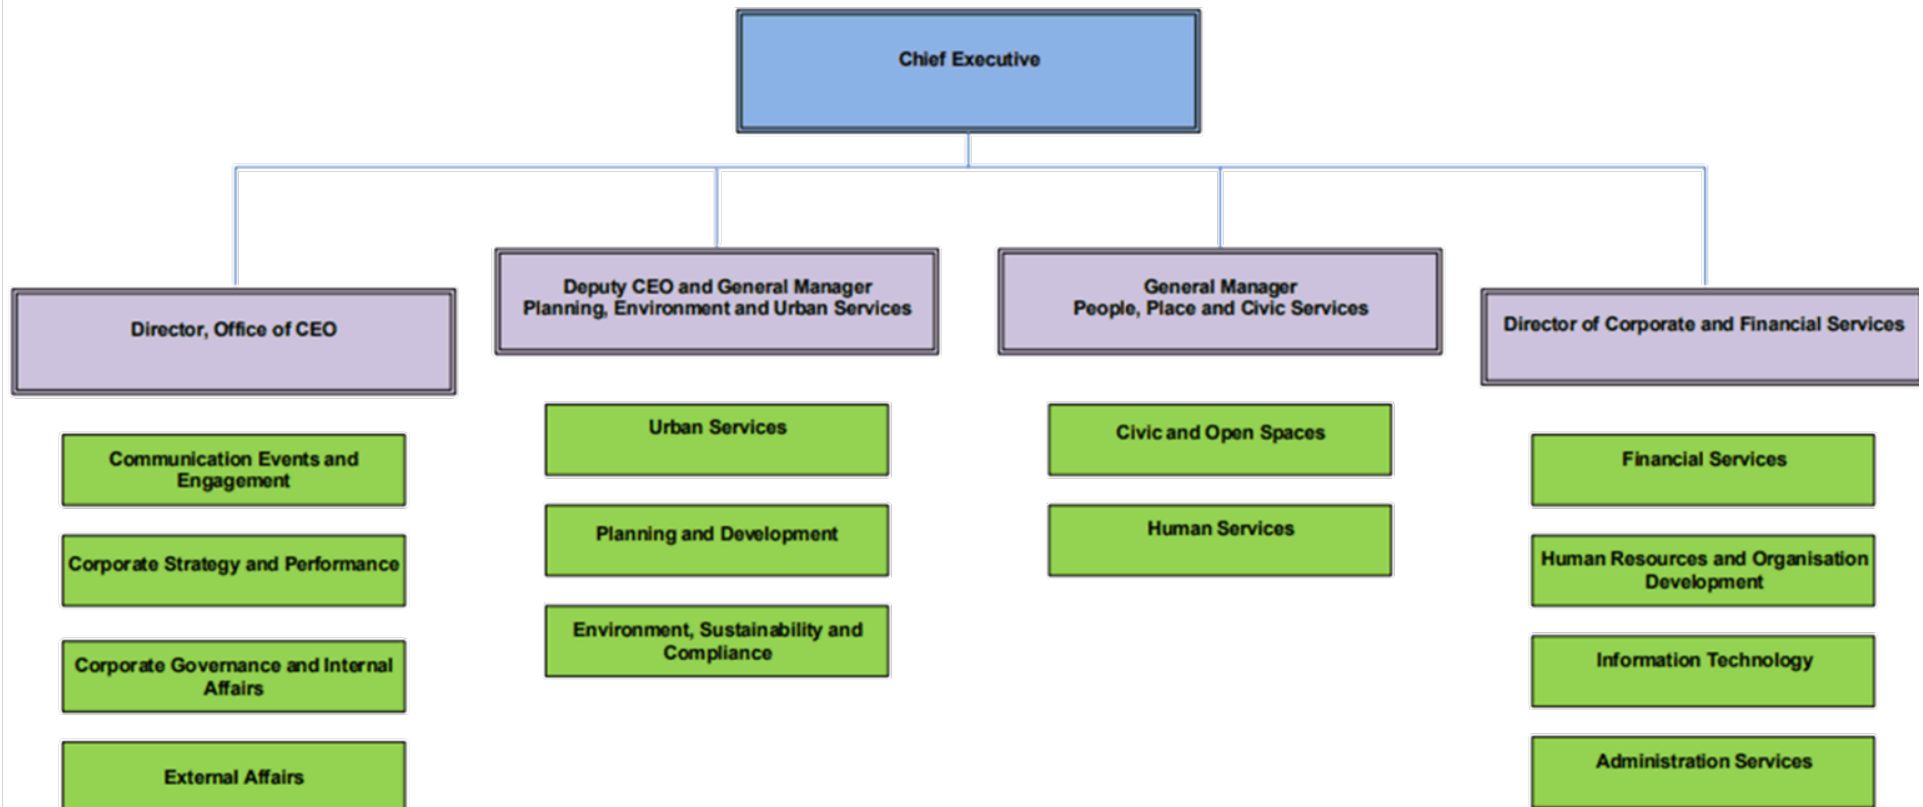 Chief Executive
Director, Office of CEO
Communication Events and
Engagement
Corporate Strategy and Performance
Corporate Governance and Internal
Affairs
External Affairs
Deputy CEO and General Manager
Planning, Environment and Urban Services
Urban Services
Planning and Development
Environment, Sustainability and
Compliance
General Manager
People, Place and Civic Services
Civic and Open Spaces
Human Services
Director of Corporate and Financial Services
Financial Services
Human Resources and Organisation
Development
Information Technology
Administration Services